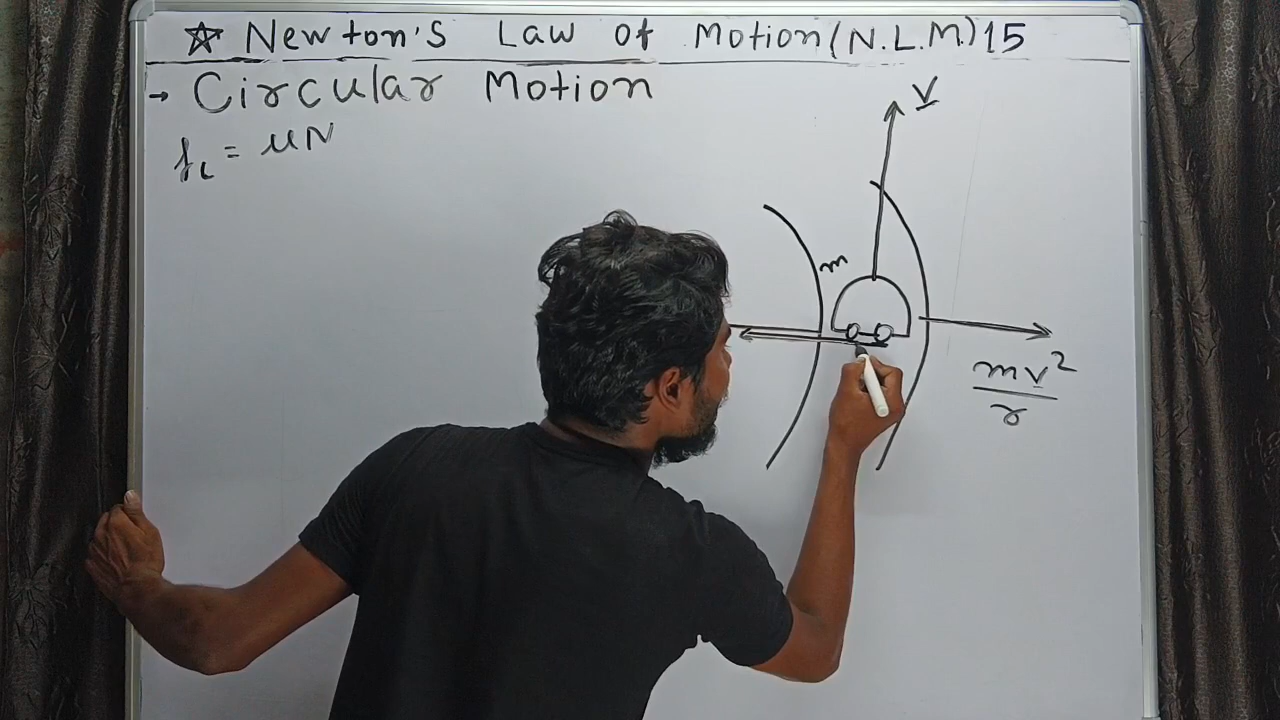 ☆ Newton's Law of Motion(N.L.M.)15
→ Circular Motion
fL = μN
V
m
mv²
r